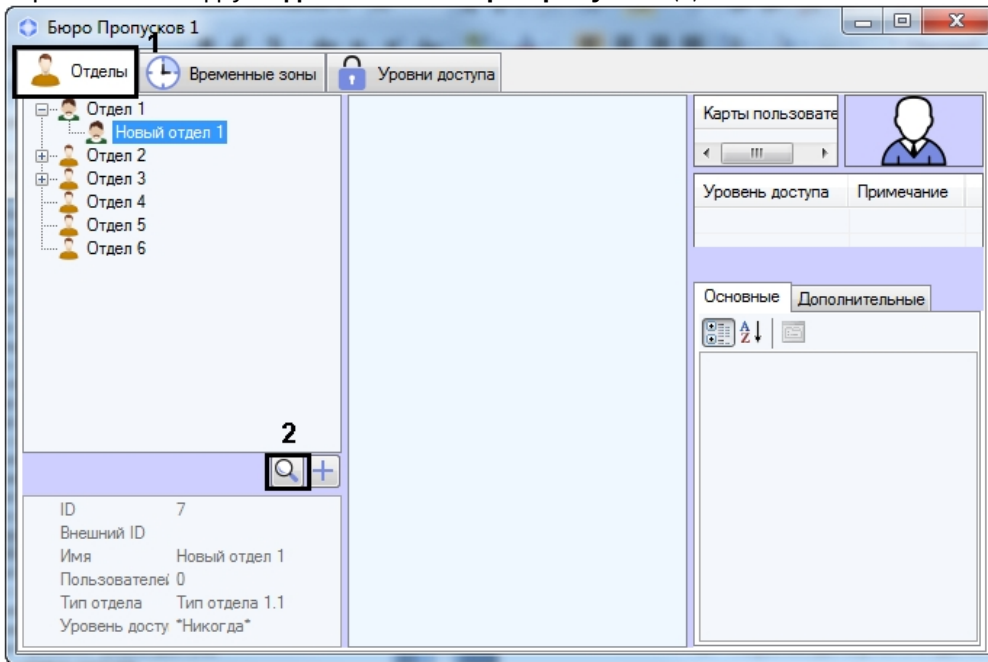 Бюро Пропусков 1
1
Отделы
Временные зоны
Уровни доступа
Отдел 1
Новый отдел 1
Отдел 2
Отдел 3
Отдел 4
Отдел 5
Отдел 6
2
ID 7
Внешний ID
Имя Новый отдел 1
Пользователей 0
Тип отдела Тип отдела 1.1
Уровень досту *Никогда*
Карты пользовате
Уровень доступа Примечание
Основные Дополнительные